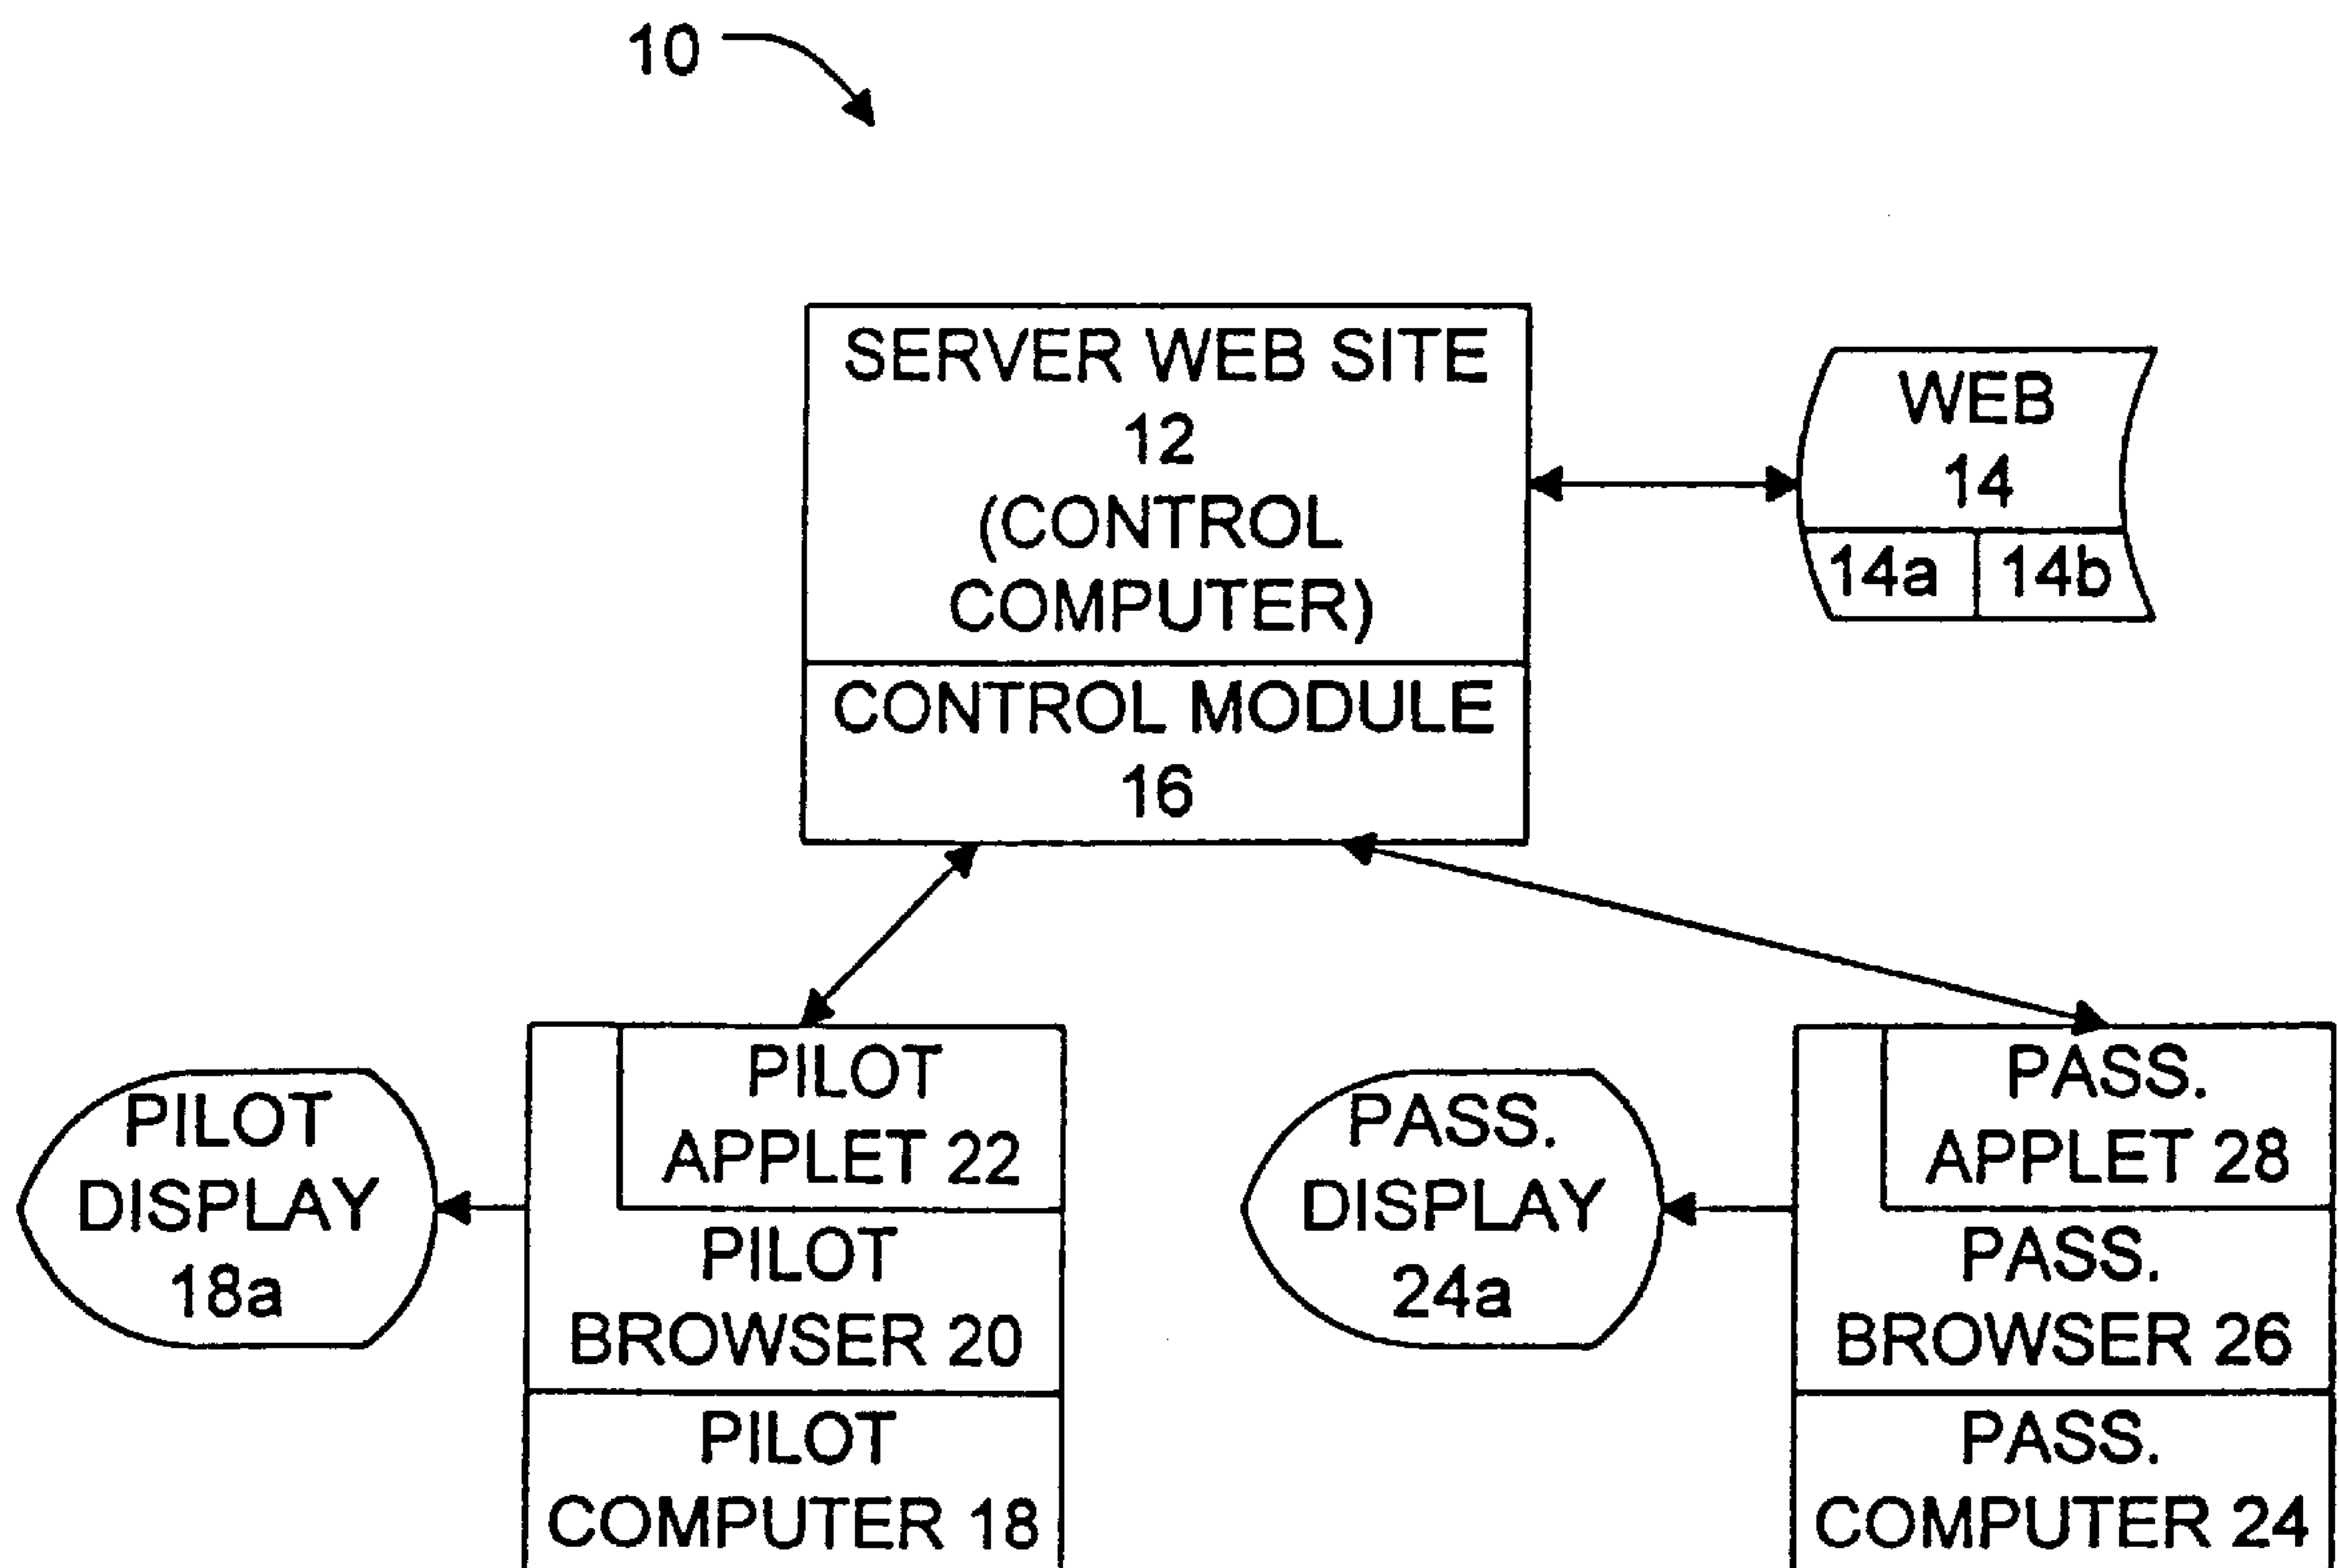 10
SERVER WEB SITE
12
(CONTROL
COMPUTER)
CONTROL MODULE
16
WEB
14
14a 14b
PILOT
DISPLAY
18a
PILOT
APPLET 22
PILOT
BROWSER 20
PILOT
COMPUTER 18
PASS.
DISPLAY
24a
PASS.
APPLET 28
PASS.
BROWSER 26
PASS.
COMPUTER 24